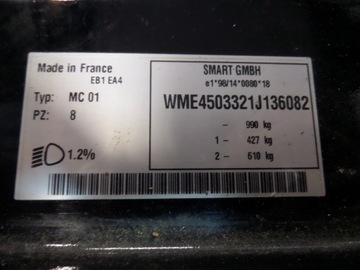 Made in France
EB1 EA4
Typ: MC 01
PZ: 8
1.2%
SMART GMBH
e1*98/14*0080*18
WME4503321J136082
– 990 kg
1 – 427 kg
2 – 610 kg